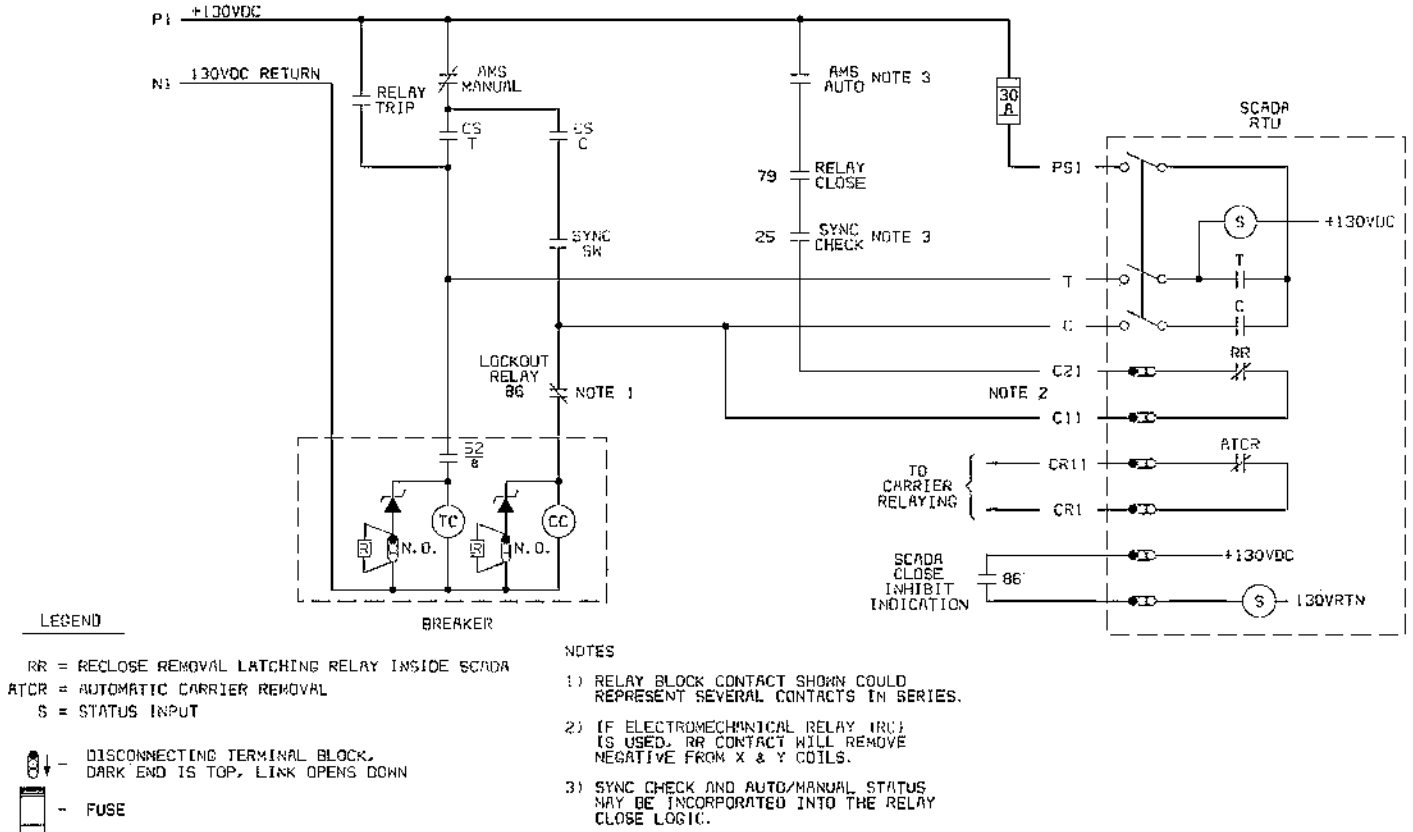 P1 +130VDC
N1 130VDC RETURN
RELAY
TRIP
AMS
MANUAL
CS
T
CS
C
SYNC
SW
AMS
AUTO NOTE 3
79 RELAY
CLOSE
25 SYNC
CHECK NOTE 3
30
A
SCADA
RTU
PS1
S +130VDC
T
T
C
C
LOCKOUT
RELAY
86 NOTE 1
C21
RR
NOTE 2
C11
TO
CARRIER
RELAYING
CR11
ATCR
CR1
SCADA
CLOSE
INHIBIT
INDICATION
86
+130VDC
S 130VRTN
52
a
R N.O. TC R N.O. CC
BREAKER
LEGEND
RR = RECLOSE REMOVAL LATCHING RELAY INSIDE SCADA
ATCR = AUTOMATIC CARRIER REMOVAL
S = STATUS INPUT
- DISCONNECTING TERMINAL BLOCK,
DARK END IS TOP, LINK OPENS DOWN
- FUSE
NOTES
1) RELAY BLOCK CONTACT SHOWN COULD
REPRESENT SEVERAL CONTACTS IN SERIES.
2) IF ELECTROMECHANICAL RELAY (RC)
IS USED, RR CONTACT WILL REMOVE
NEGATIVE FROM X & Y COILS.
3) SYNC CHECK AND AUTO/MANUAL STATUS
MAY BE INCORPORATED INTO THE RELAY
CLOSE LOGIC.